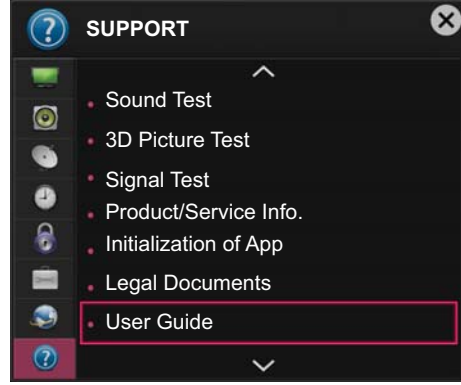 SUPPORT
Sound Test
3D Picture Test
Signal Test
Product/Service Info.
Initialization of App
Legal Documents
User Guide